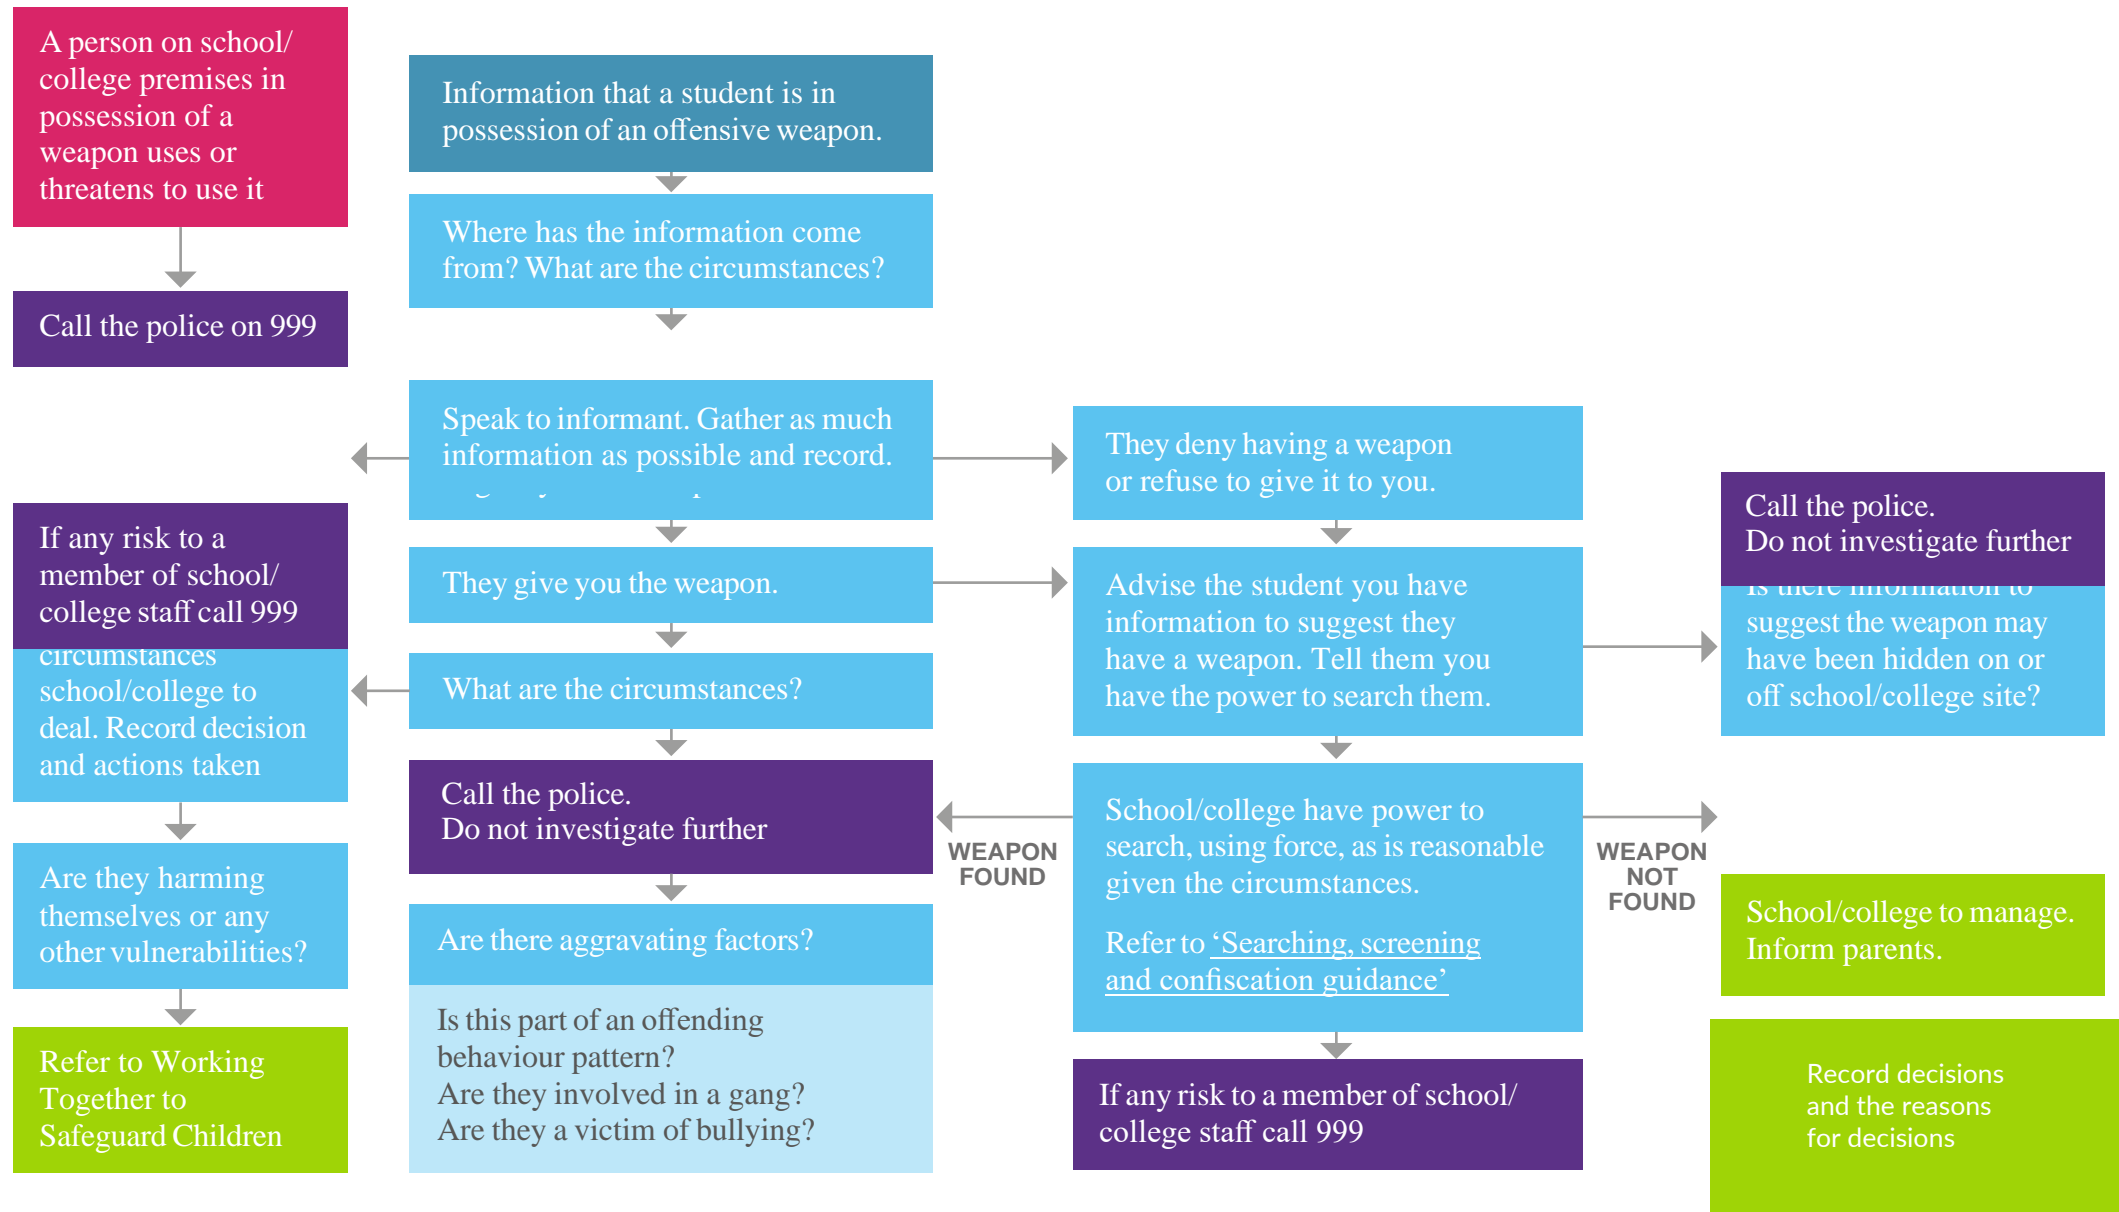 A person on school/
college premises in
possession of a
weapon uses or
threatens to use it
Call the police on 999
Information that a student is in
possession of an offensive weapon.
Where has the information come
from? What are the circumstances?
Speak to informant. Gather as much
information as possible and record.
They give you the weapon.
What are the circumstances?
Call the police.
Do not investigate further
Are there aggravating factors?
Is this part of an offending
behaviour pattern?
Are they involved in a gang?
Are they a victim of bullying?
If any risk to a
member of school/
college staff call 999
circumstances
school/college to
deal. Record decision
and actions taken
Are they harming
themselves or any
other vulnerabilities?
Refer to Working
Together to
Safeguard Children
They deny having a weapon
or refuse to give it to you.
Advise the student you have
information to suggest they
have a weapon. Tell them you
have the power to search them.
School/college have power to
search, using force, as is reasonable
given the circumstances.
Refer to ‘Searching, screening
and confiscation guidance’
WEAPON
FOUND
WEAPON
NOT
FOUND
If any risk to a member of school/
college staff call 999
Call the police.
Do not investigate further
Is there information to
suggest the weapon may
have been hidden on or
off school/college site?
School/college to manage.
Inform parents.
Record decisions
and the reasons
for decisions